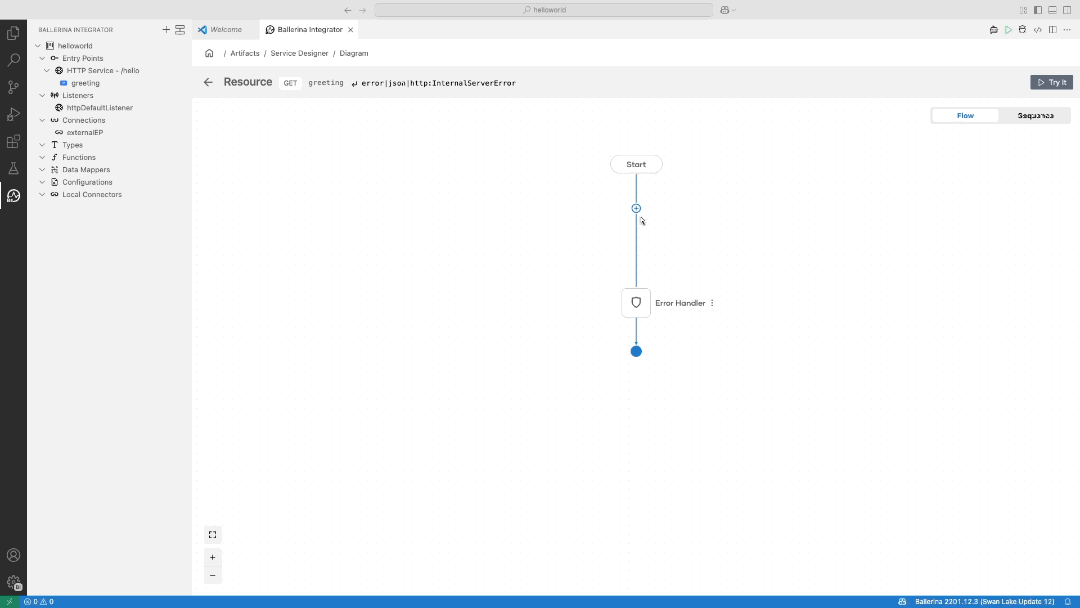 helloworld
BALLERINA INTEGRATOR
Welcome
Ballerina Integrator
helloworld
Entry Points
HTTP Service - /hello
greeting
Listeners
httpDefaultListener
Connections
externalEP
Types
Functions
Data Mappers
Configurations
Local Connectors
/ Artifacts / Service Designer / Diagram
Resource GET greeting error|json|http:InternalServerError
Try It
Flow
Sequence
Start
Error Handler
0 0
Ballerina 2201.12.3 (Swan Lake Update 12)